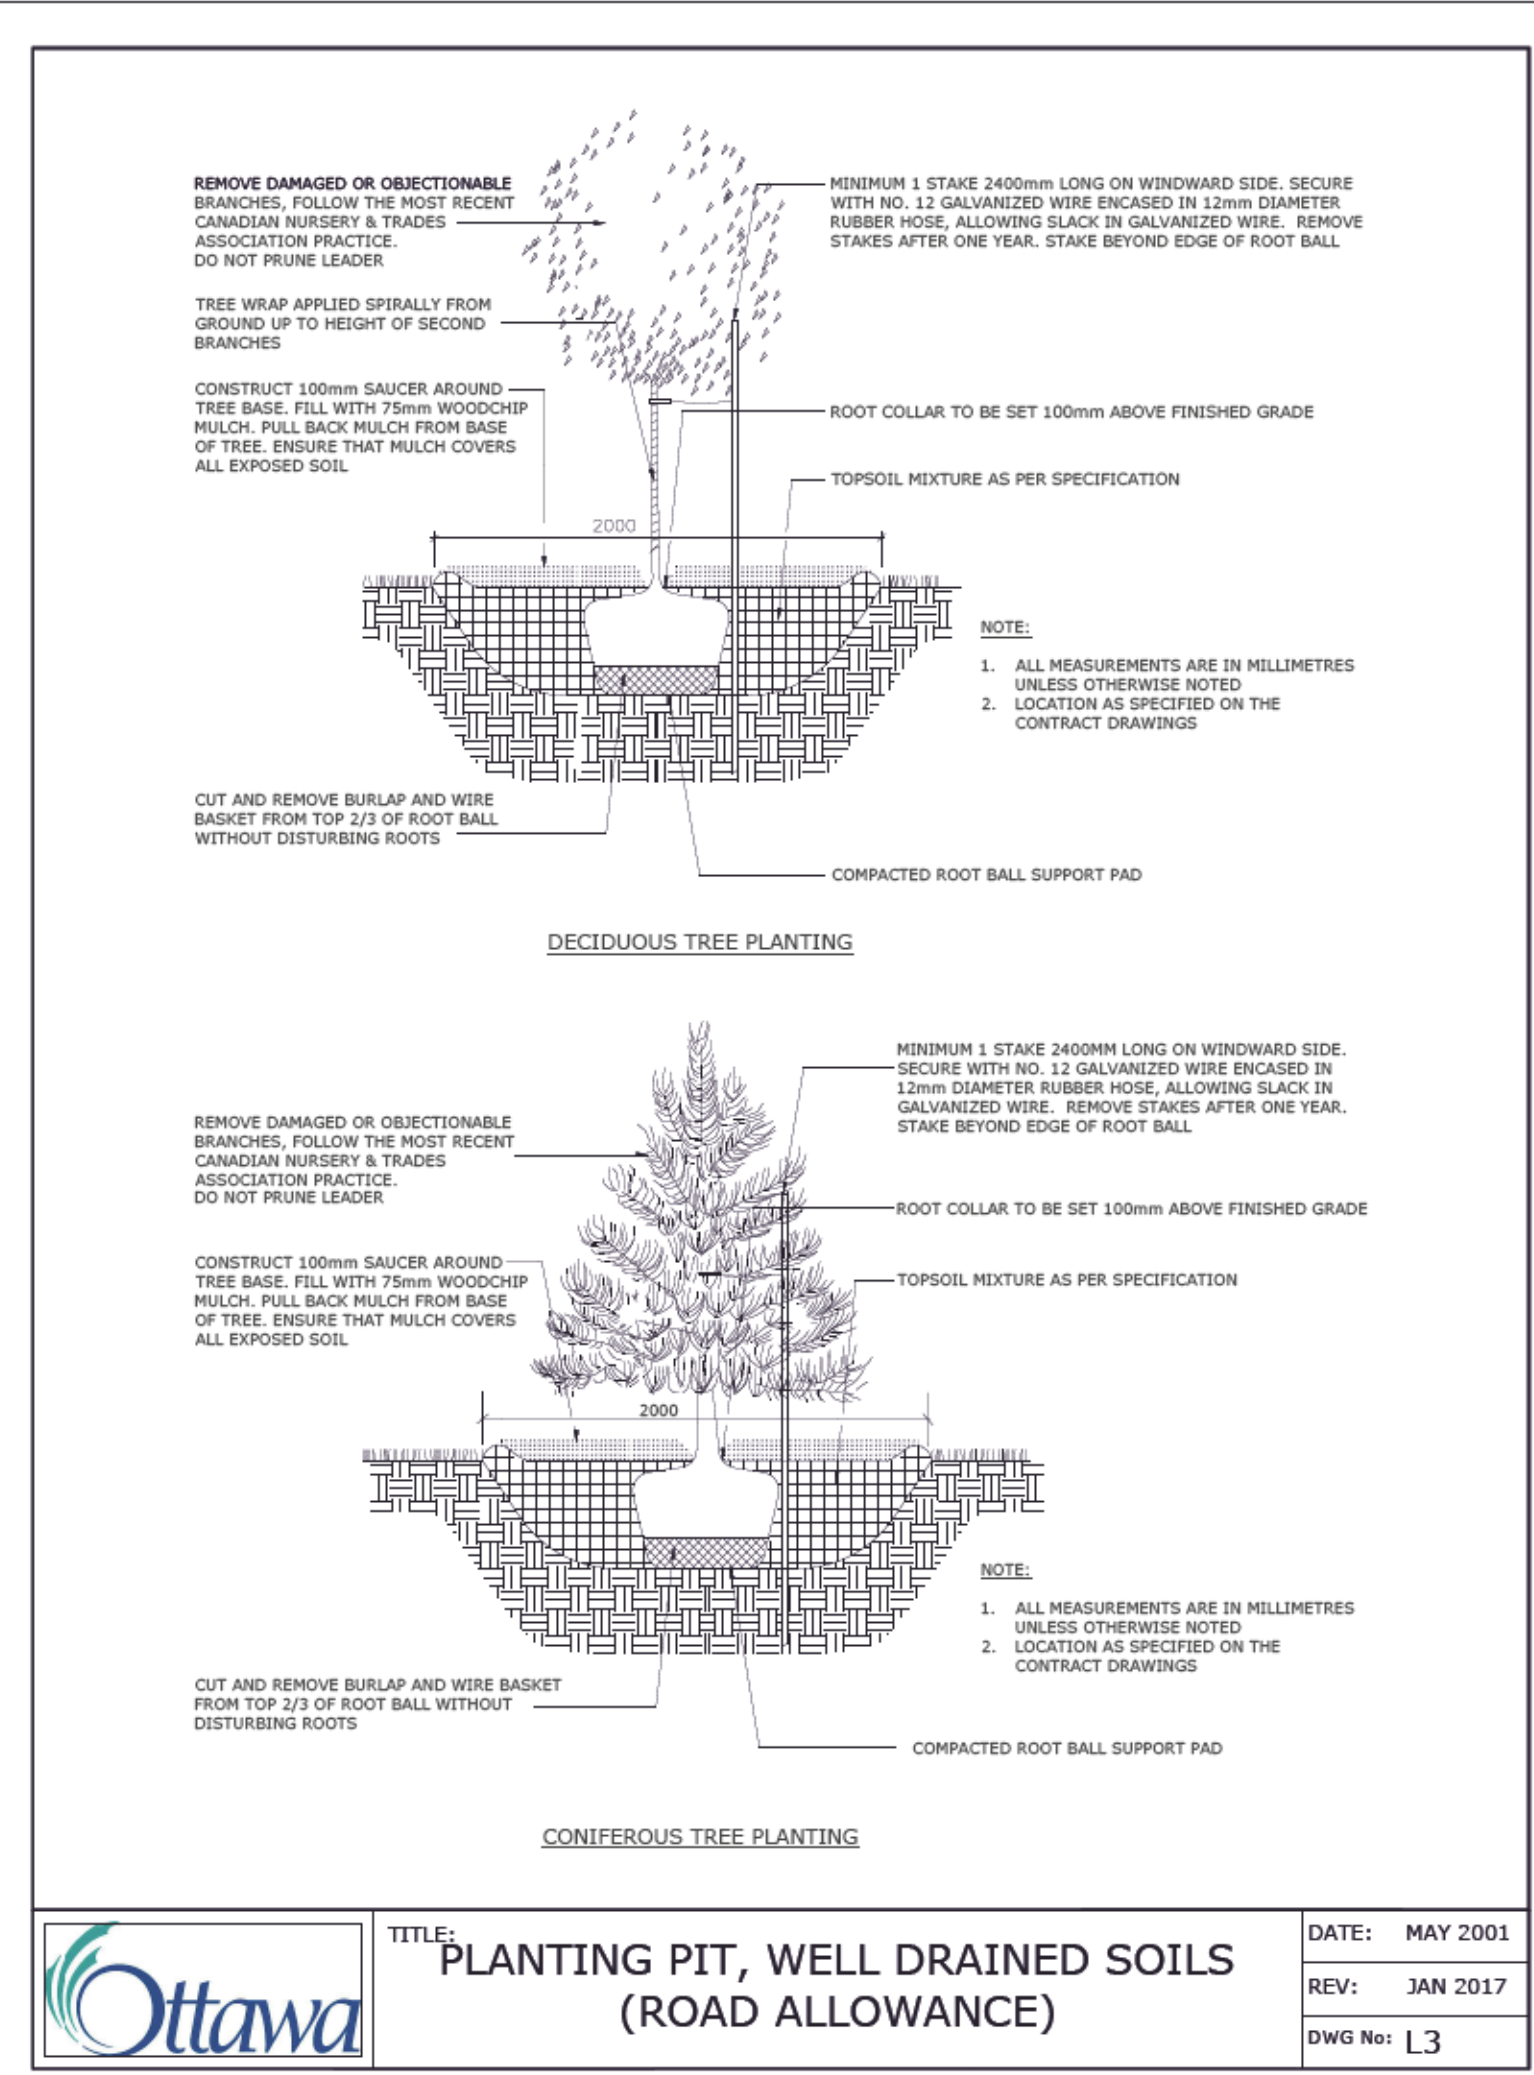 REMOVE DAMAGED OR OBJECTIONABLE
BRANCHES, FOLLOW THE MOST RECENT
CANADIAN NURSERY & TRADES
ASSOCIATION PRACTICE.
DO NOT PRUNE LEADER
MINIMUM 1 STAKE 2400mm LONG ON WINDWARD SIDE. SECURE
WITH NO. 12 GALVANIZED WIRE ENCASED IN 12mm DIAMETER
RUBBER HOSE, ALLOWING SLACK IN GALVANIZED WIRE. REMOVE
STAKES AFTER ONE YEAR. STAKE BEYOND EDGE OF ROOT BALL
TREE WRAP APPLIED SPIRALLY FROM
GROUND UP TO HEIGHT OF SECOND
BRANCHES
CONSTRUCT 100mm SAUCER AROUND
TREE BASE. FILL WITH 75mm WOODCHIP
MULCH. PULL BACK MULCH FROM BASE
OF TREE. ENSURE THAT MULCH COVERS
ALL EXPOSED SOIL
ROOT COLLAR TO BE SET 100mm ABOVE FINISHED GRADE
TOPSOIL MIXTURE AS PER SPECIFICATION
2000
NOTE:
1. ALL MEASUREMENTS ARE IN MILLIMETRES
UNLESS OTHERWISE NOTED
2. LOCATION AS SPECIFIED ON THE
CONTRACT DRAWINGS
CUT AND REMOVE BURLAP AND WIRE
BASKET FROM TOP 2/3 OF ROOT BALL
WITHOUT DISTURBING ROOTS
COMPACTED ROOT BALL SUPPORT PAD
DECIDUOUS TREE PLANTING
MINIMUM 1 STAKE 2400MM LONG ON WINDWARD SIDE.
SECURE WITH NO. 12 GALVANIZED WIRE ENCASED IN
12mm DIAMETER RUBBER HOSE, ALLOWING SLACK IN
GALVANIZED WIRE. REMOVE STAKES AFTER ONE YEAR.
STAKE BEYOND EDGE OF ROOT BALL
REMOVE DAMAGED OR OBJECTIONABLE
BRANCHES, FOLLOW THE MOST RECENT
CANADIAN NURSERY & TRADES
ASSOCIATION PRACTICE.
DO NOT PRUNE LEADER
ROOT COLLAR TO BE SET 100mm ABOVE FINISHED GRADE
CONSTRUCT 100mm SAUCER AROUND
TREE BASE. FILL WITH 75mm WOODCHIP
MULCH. PULL BACK MULCH FROM BASE
OF TREE. ENSURE THAT MULCH COVERS
ALL EXPOSED SOIL
TOPSOIL MIXTURE AS PER SPECIFICATION
2000
NOTE:
1. ALL MEASUREMENTS ARE IN MILLIMETRES
UNLESS OTHERWISE NOTED
2. LOCATION AS SPECIFIED ON THE
CONTRACT DRAWINGS
CUT AND REMOVE BURLAP AND WIRE BASKET
FROM TOP 2/3 OF ROOT BALL WITHOUT
DISTURBING ROOTS
COMPACTED ROOT BALL SUPPORT PAD
CONIFEROUS TREE PLANTING
Ottawa
TITLE:
PLANTING PIT, WELL DRAINED SOILS
(ROAD ALLOWANCE)
DATE: MAY 2001
REV: JAN 2017
DWG No: L3